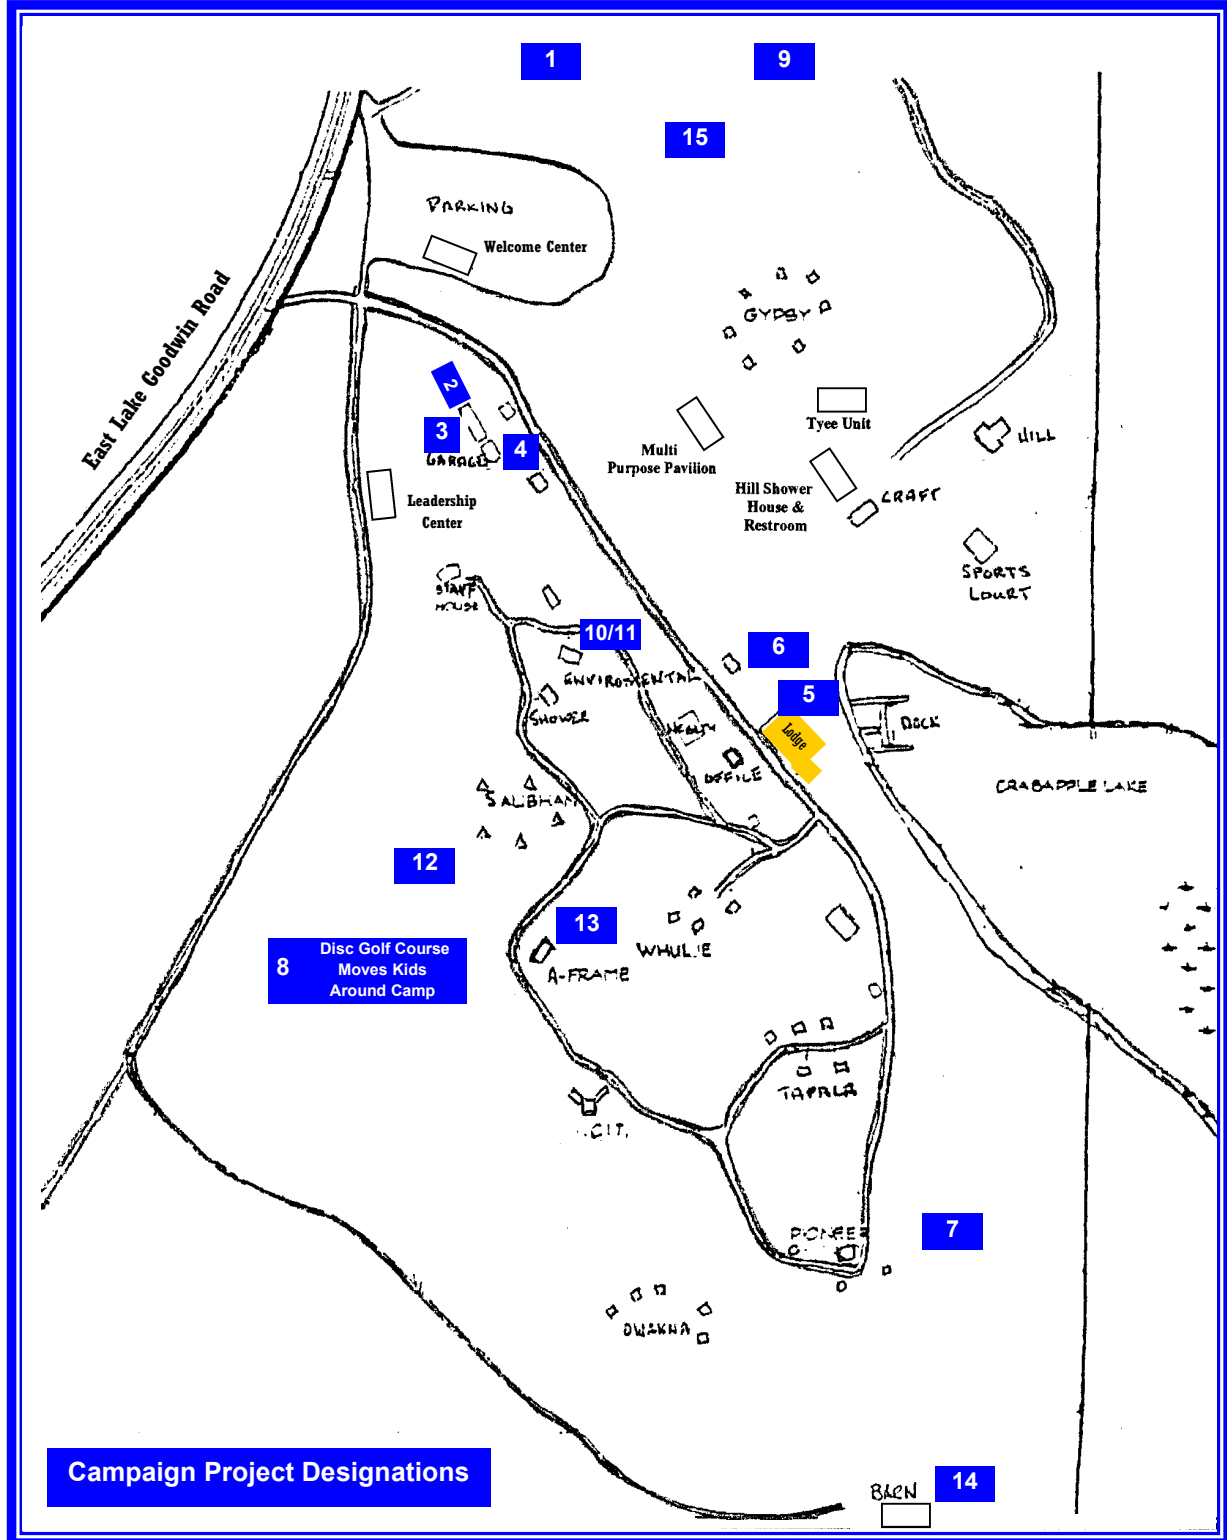 1
9
15
PARKING
Welcome Center
East Lake Goodwin Road
GYPSY
2
3
4
GARAGE
Tyee Unit
HILL
Multi
Purpose Pavilion
Leadership
Center
Hill Shower
House &
Restroom
CRAFT
SPORTS
COURT
STAFF
HOUSE
10/11
6
ENVIROMENTAL
5
SHOWER
HEALTH
Lodge
DOCK
OFFICE
CRABAPPLE LAKE
SALISHAN
12
13
WHULJE
8
Disc Golf Course
Moves Kids
Around Camp
A-FRAME
TAPALA
C.I.T.
PIONEER
7
OWAKNA
Campaign Project Designations
BARN
14